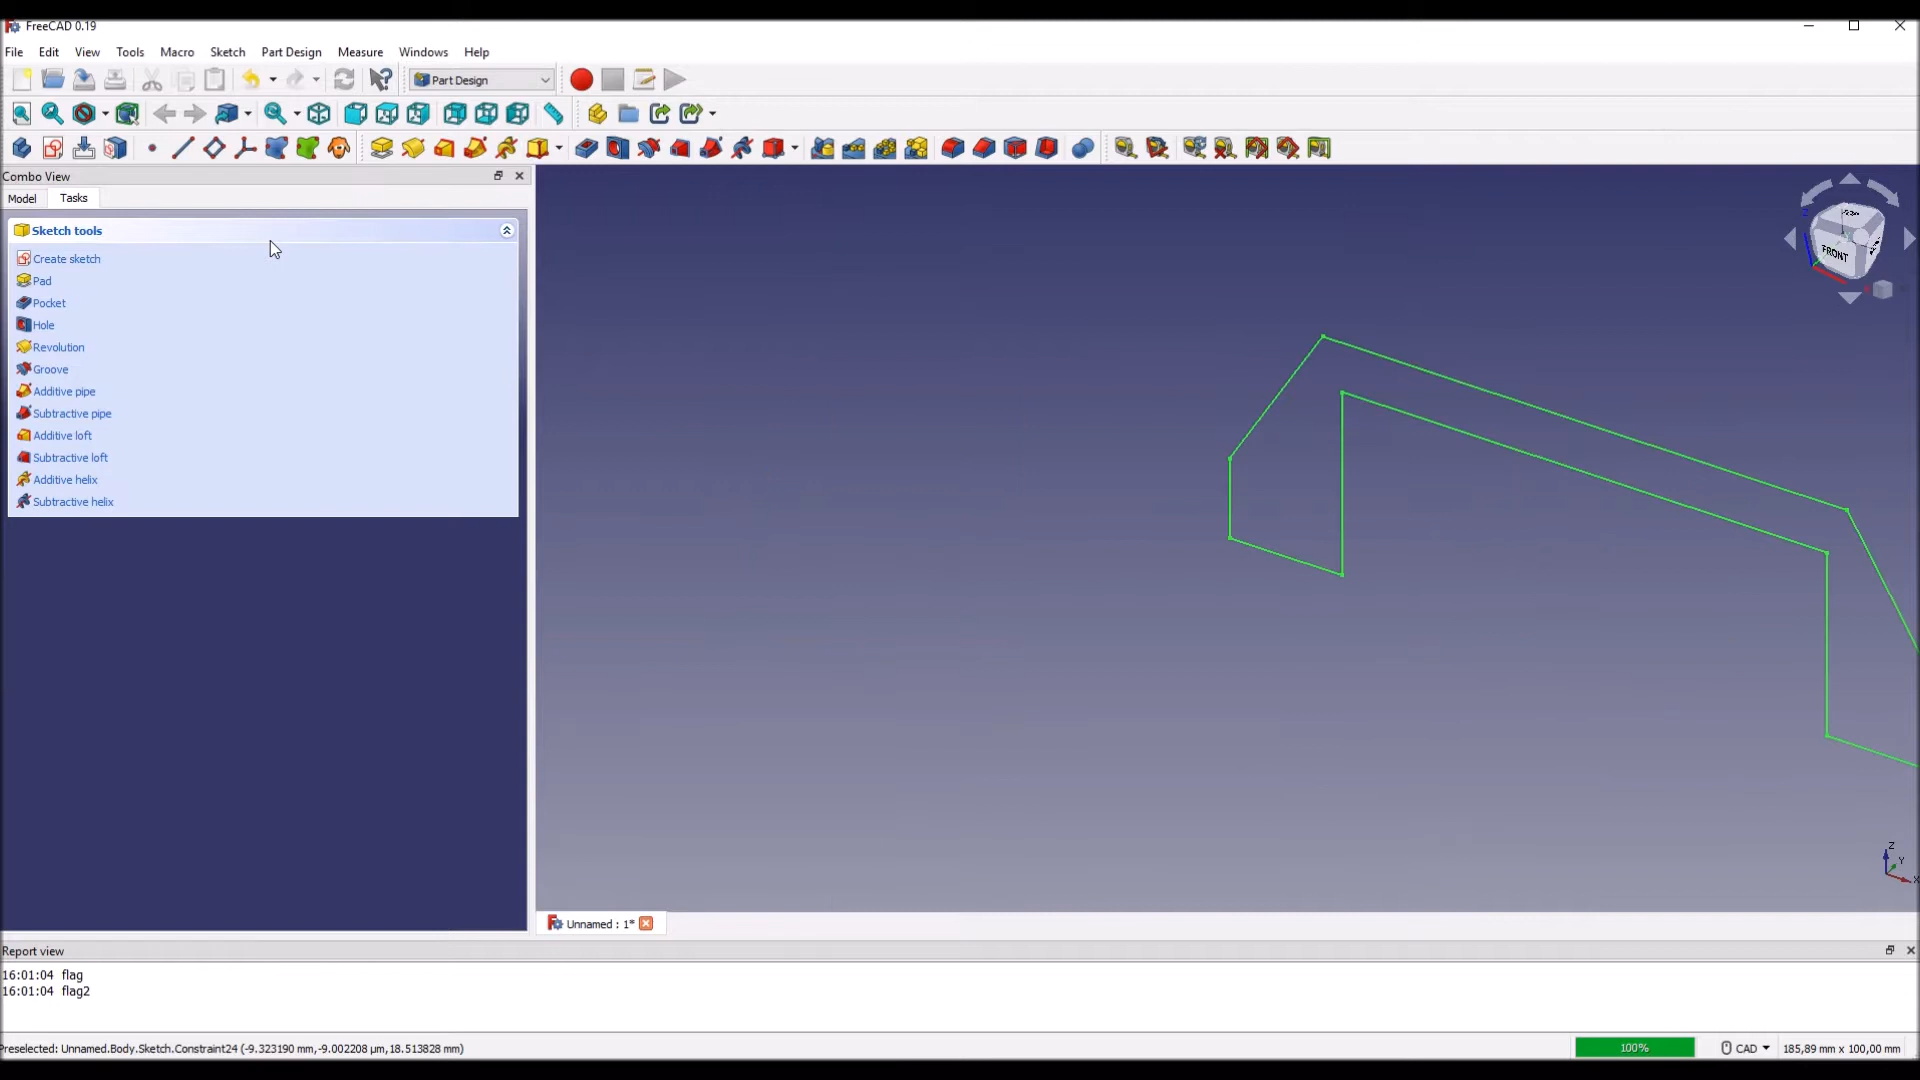 FreeCAD 0.19
File Edit View Tools Macro Sketch Part Design Measure Windows Help
Part Design
Combo View
Model Tasks
Sketch tools
Create sketch
Pad
Pocket
Hole
Revolution
Groove
Additive pipe
Subtractive pipe
Additive loft
Subtractive loft
Additive helix
Subtractive helix
FRONT
Z
Y
X
Unnamed : 1*
Report view
16:01:04 flag
16:01:04 flag2
Preselected: Unnamed.Body.Sketch.Constraint24 (-9.323190 mm,-9.002208 µm,18.513828 mm)
100%
CAD
185,89 mm x 100,00 mm